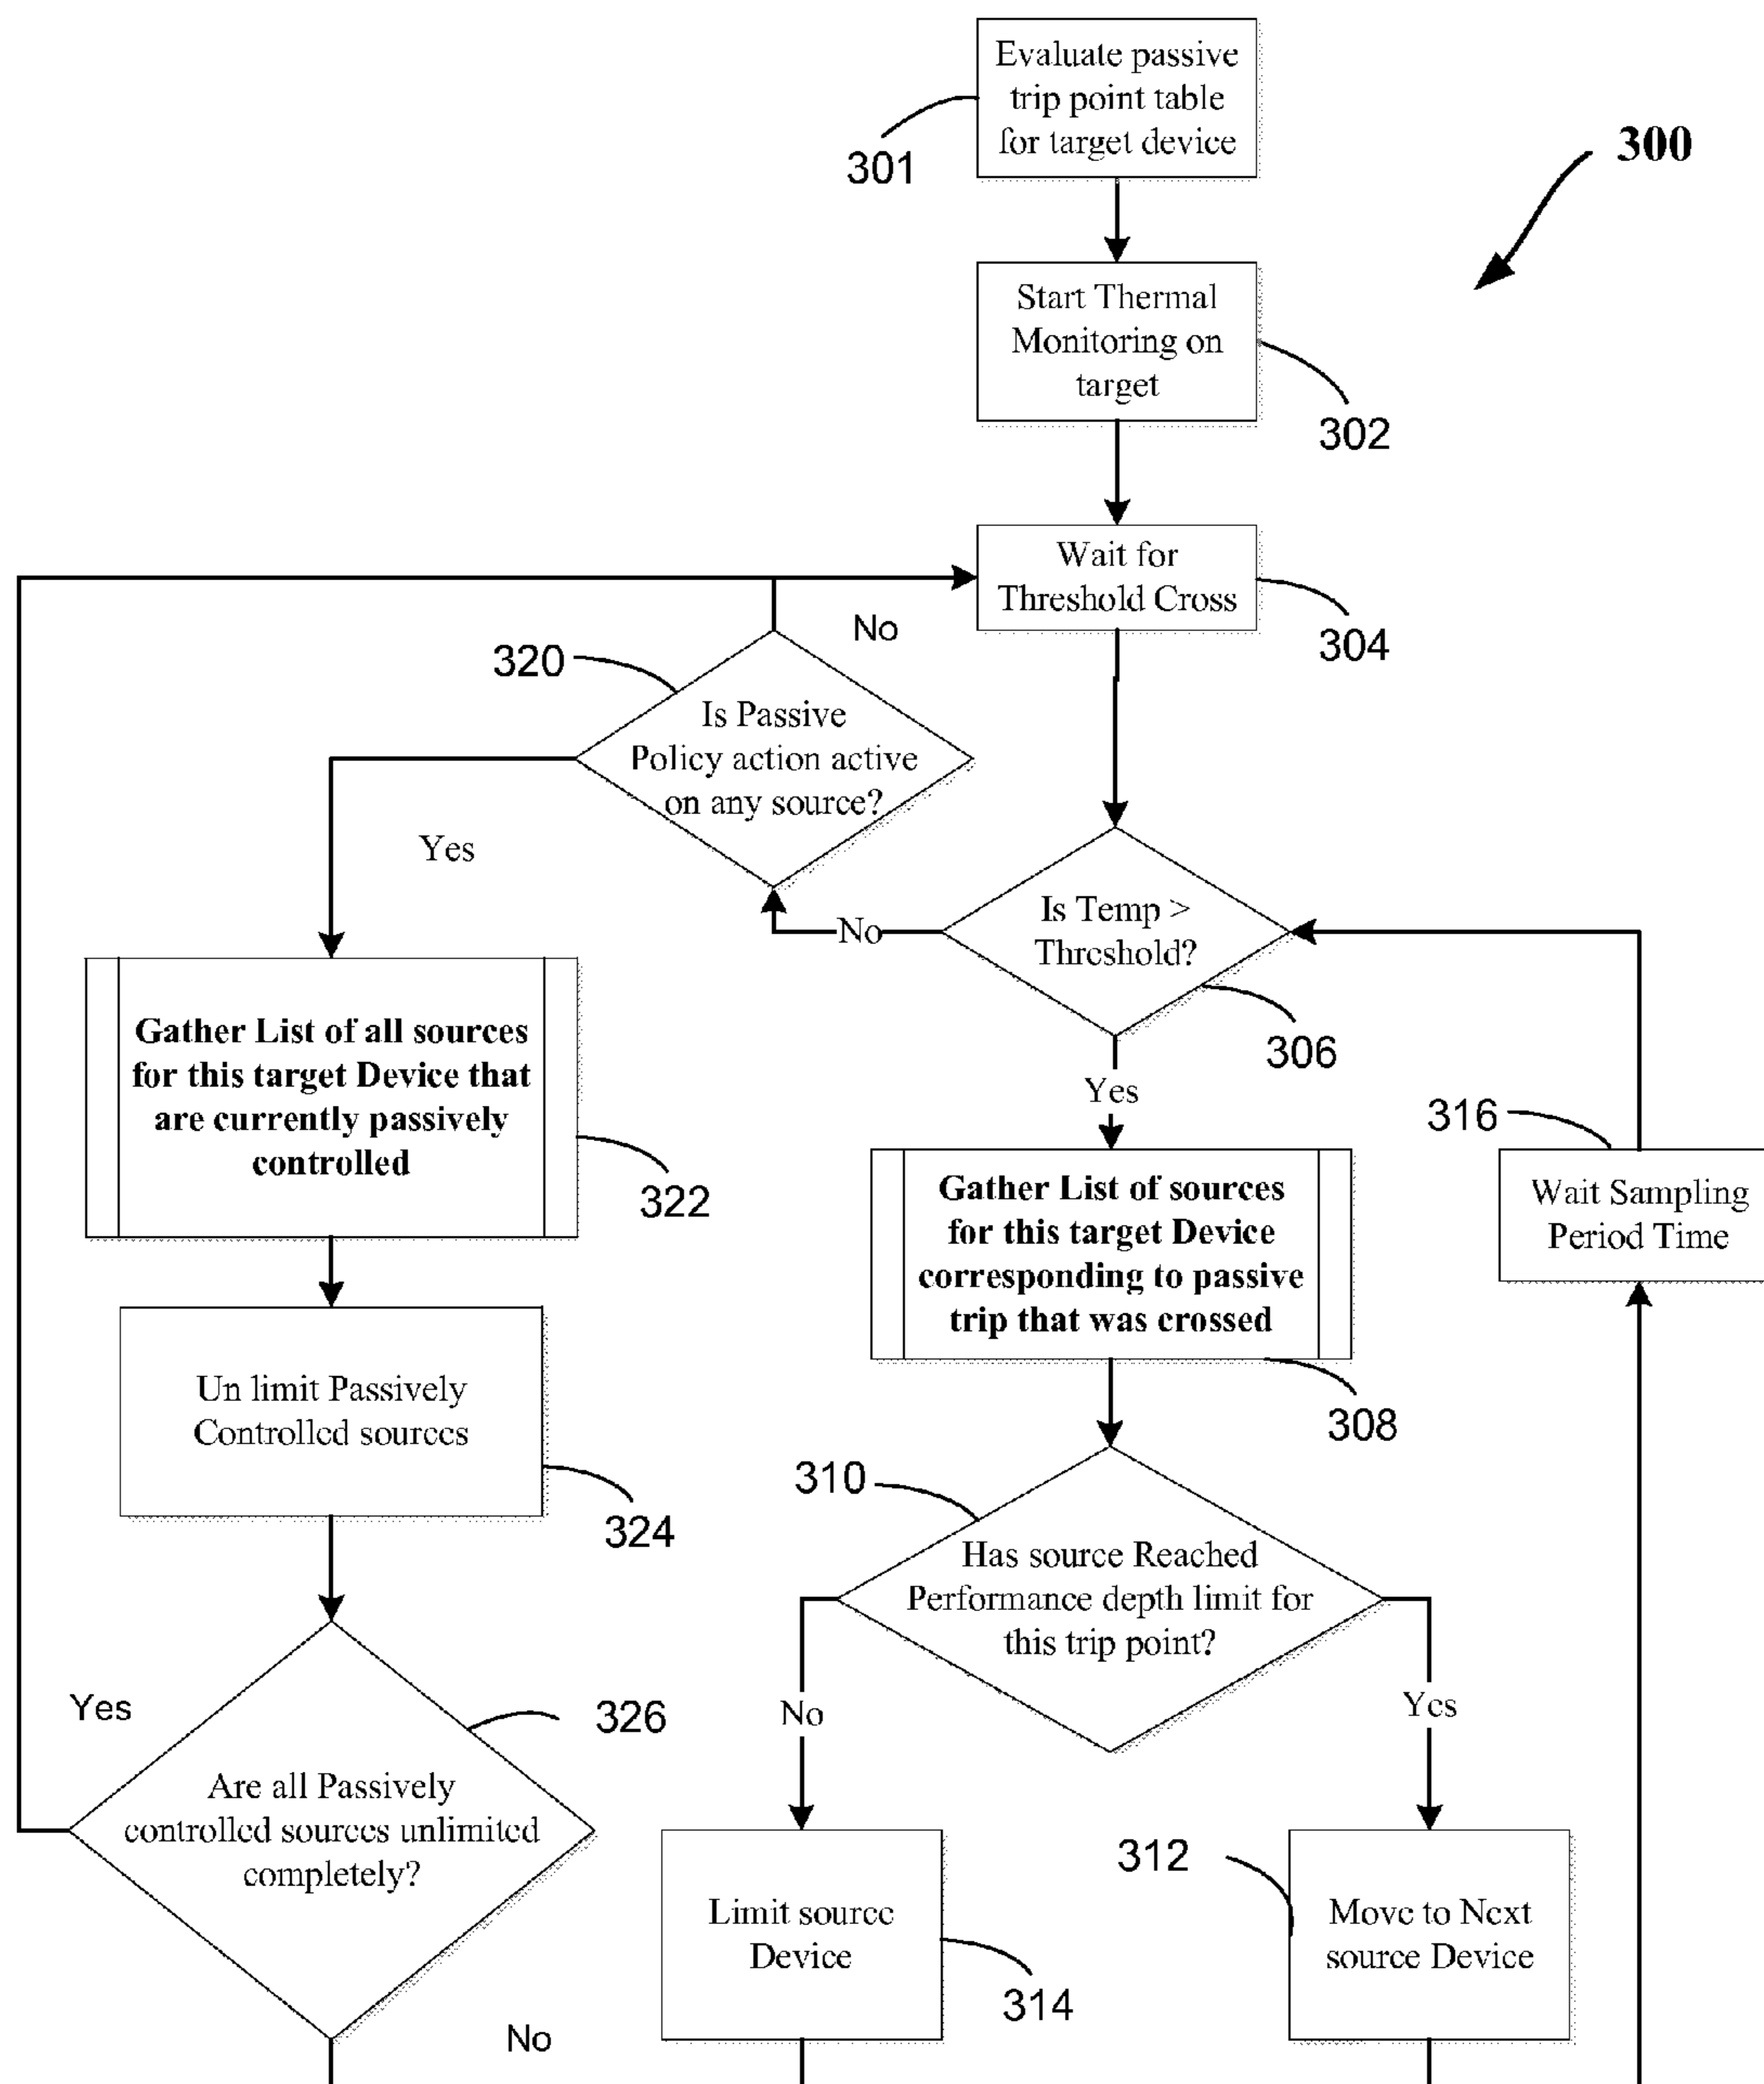 Evaluate passive
trip point table
for target device
301
300
Start Thermal
Monitoring on
target
302
Wait for
Threshold Cross
304
No
320
Is Passive
Policy action active
on any source?
Yes
Is Temp >
Threshold?
No
306
Yes
Gather List of all sources
for this target Device that
are currently passively
controlled
322
316
Wait Sampling
Period Time
Gather List of sources
for this target Device
corresponding to passive
trip that was crossed
308
Un limit Passively
Controlled sources
324
310
Has source Reached
Performance depth limit for
this trip point?
Yes
326
No
Yes
Are all Passively
controlled sources unlimited
completely?
No
Limit source
Device
314
312
Move to Next
source Device